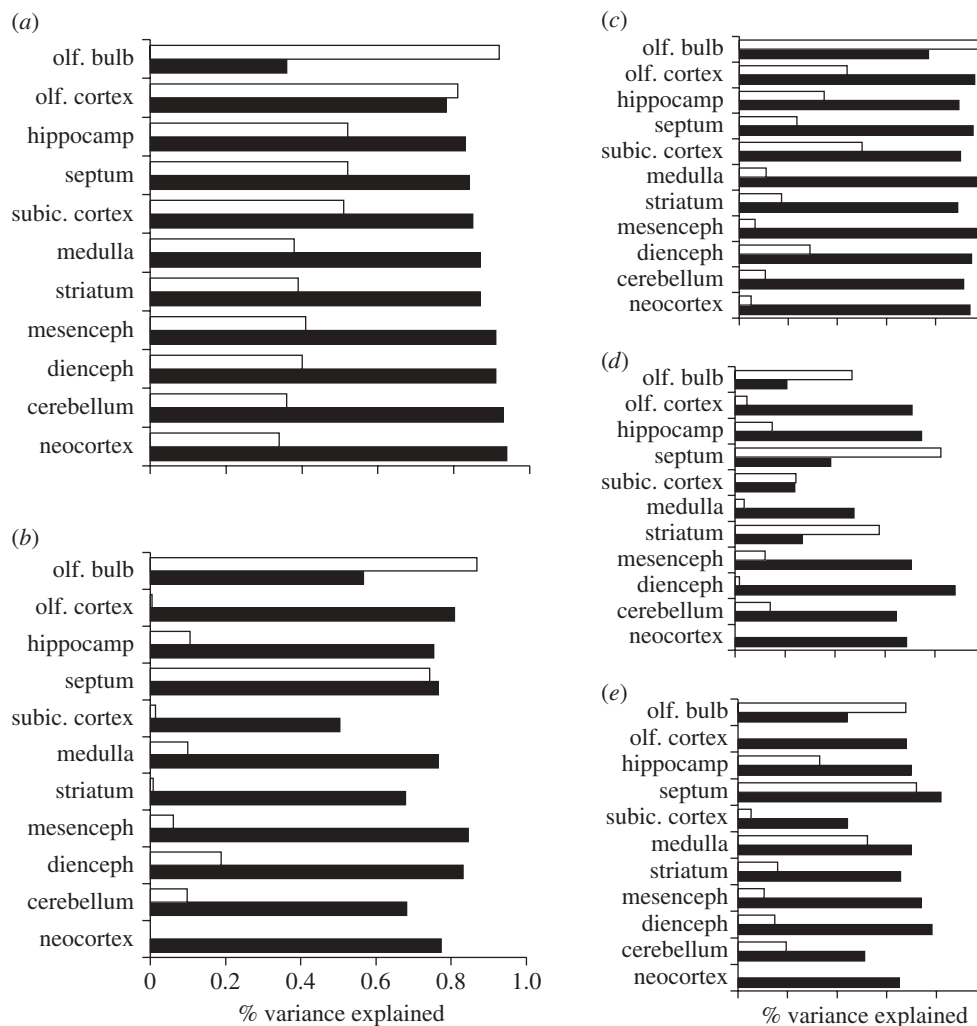 (a)
olf. bulb
olf. cortex
hippocamp
septum
subic. cortex
medulla
striatum
mesenceph
dienceph
cerebellum
neocortex
(b)
olf. bulb
olf. cortex
hippocamp
septum
subic. cortex
medulla
striatum
mesenceph
dienceph
cerebellum
neocortex
0 0.2 0.4 0.6 0.8 1.0
% variance explained
(c)
olf. bulb
olf. cortex
hippocamp
septum
subic. cortex
medulla
striatum
mesenceph
dienceph
cerebellum
neocortex
(d)
olf. bulb
olf. cortex
hippocamp
septum
subic. cortex
medulla
striatum
mesenceph
dienceph
cerebellum
neocortex
(e)
olf. bulb
olf. cortex
hippocamp
septum
subic. cortex
medulla
striatum
mesenceph
dienceph
cerebellum
neocortex
% variance explained